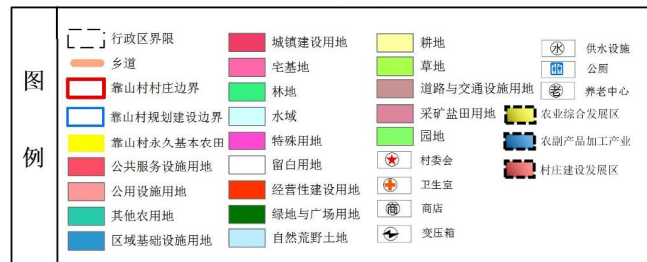 图例
行政区界限
乡道
靠山村村庄边界
靠山村规划建设边界
靠山村永久基本农田
公共服务设施用地
公用设施用地
其他农用地
区域基础设施用地
城镇建设用地
宅基地
林地
水域
特殊用地
留白用地
经营性建设用地
绿地与广场用地
自然荒野土地
耕地
草地
道路与交通设施用地
采矿盐田用地
园地
村委会
卫生室
商 商店
变压箱
水 供水设施
公厕
老 养老中心
农业综合发展区
农副产品加工产业
村庄建设发展区